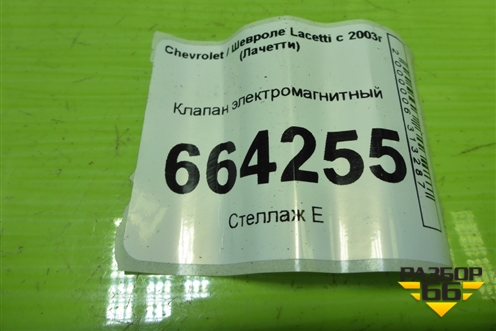 Chevrolet / Шевроле Lacetti с 2003г
(Лачетти)
Клапан электромагнитный
664255
Стеллаж Е
РАЗБОР
66